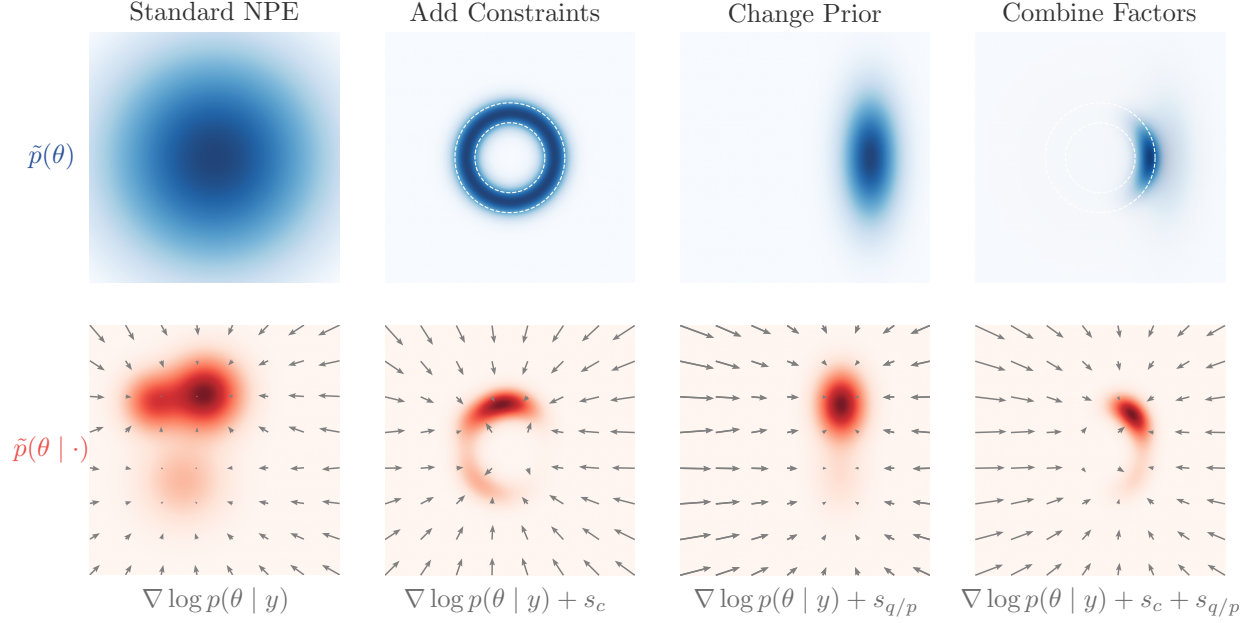 Standard NPE
Add Constraints
Change Prior
Combine Factors
p̃(θ)
p̃(θ | ·)
∇ log p(θ | y)
∇ log p(θ | y) + s_c
∇ log p(θ | y) + s_{q/p}
∇ log p(θ | y) + s_c + s_{q/p}